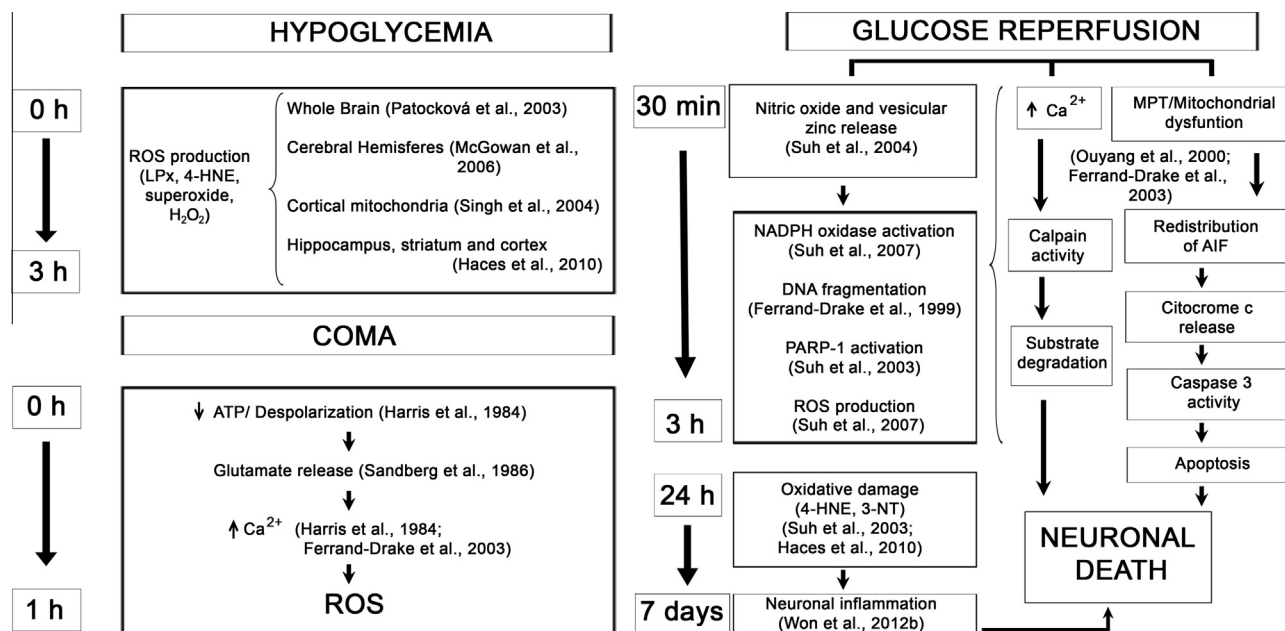 HYPOGLYCEMIA
0 h
3 h
ROS production
(LPx, 4-HNE,
superoxide,
H₂O₂)
Whole Brain (Patocková et al., 2003)
Cerebral Hemisferes (McGowan et al.,
2006)
Cortical mitochondria (Singh et al., 2004)
Hippocampus, striatum and cortex
(Haces et al., 2010)
COMA
0 h
1 h
↓ ATP/ Despolarization (Harris et al., 1984)
Glutamate release (Sandberg et al., 1986)
↑ Ca²⁺ (Harris et al., 1984;
Ferrand-Drake et al., 2003)
ROS
GLUCOSE REPERFUSION
30 min
3 h
24 h
7 days
Nitric oxide and vesicular
zinc release
(Suh et al., 2004)
NADPH oxidase activation
(Suh et al., 2007)
DNA fragmentation
(Ferrand-Drake et al., 1999)
PARP-1 activation
(Suh et al., 2003)
ROS production
(Suh et al., 2007)
Oxidative damage
(4-HNE, 3-NT)
(Suh et al., 2003;
Haces et al., 2010)
Neuronal inflammation
(Won et al., 2012b)
↑ Ca²⁺
Calpain
activity
Substrate
degradation
MPT/Mitochondrial
dysfuntion
(Ouyang et al., 2000;
Ferrand-Drake et al.,
2003)
Redistribution
of AIF
Citocrome c
release
Caspase 3
activity
Apoptosis
NEURONAL
DEATH